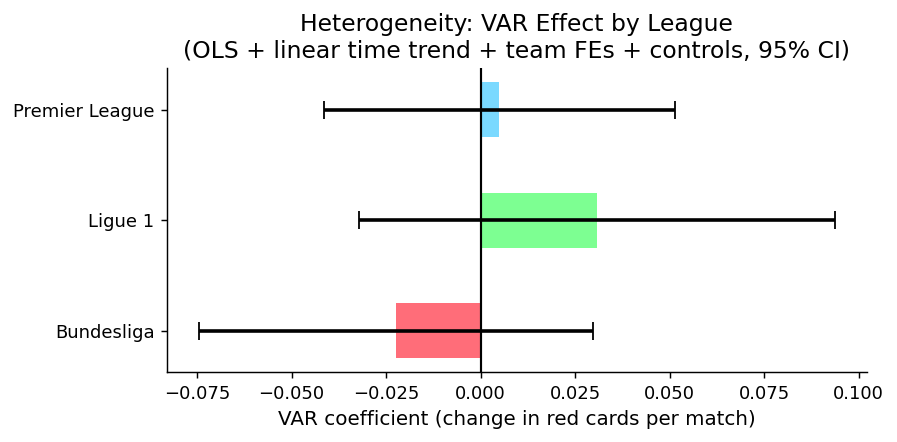 Heterogeneity: VAR Effect by League
(OLS + linear time trend + team FEs + controls, 95% CI)
Premier League
Ligue 1
Bundesliga
−0.075 −0.050 −0.025 0.000 0.025 0.050 0.075 0.100
VAR coefficient (change in red cards per match)